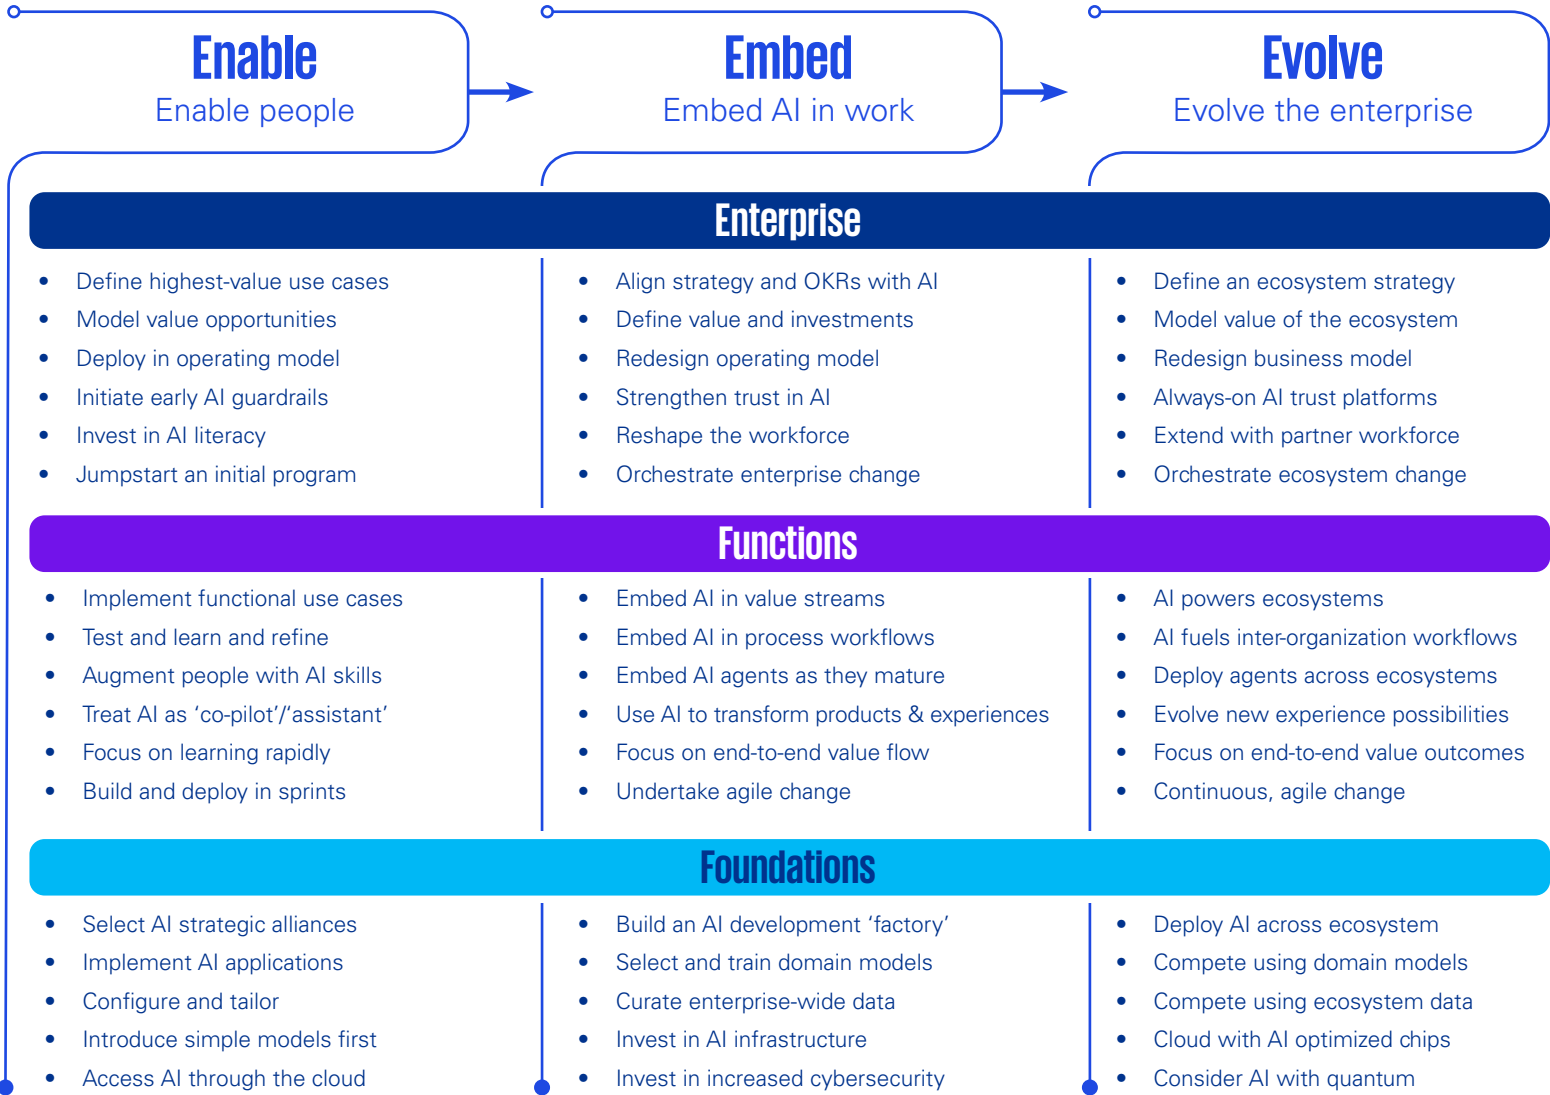 Enable
Enable people
Embed
Embed AI in work
Evolve
Evolve the enterprise
Enterprise
• Define highest-value use cases
• Model value opportunities
• Deploy in operating model
• Initiate early AI guardrails
• Invest in AI literacy
• Jumpstart an initial program
• Align strategy and OKRs with AI
• Define value and investments
• Redesign operating model
• Strengthen trust in AI
• Reshape the workforce
• Orchestrate enterprise change
• Define an ecosystem strategy
• Model value of the ecosystem
• Redesign business model
• Always-on AI trust platforms
• Extend with partner workforce
• Orchestrate ecosystem change
Functions
• Implement functional use cases
• Test and learn and refine
• Augment people with AI skills
• Treat AI as ‘co-pilot’/‘assistant’
• Focus on learning rapidly
• Build and deploy in sprints
• Embed AI in value streams
• Embed AI in process workflows
• Embed AI agents as they mature
• Use AI to transform products & experiences
• Focus on end-to-end value flow
• Undertake agile change
• AI powers ecosystems
• AI fuels inter-organization workflows
• Deploy agents across ecosystems
• Evolve new experience possibilities
• Focus on end-to-end value outcomes
• Continuous, agile change
Foundations
• Select AI strategic alliances
• Implement AI applications
• Configure and tailor
• Introduce simple models first
• Access AI through the cloud
• Build an AI development ‘factory’
• Select and train domain models
• Curate enterprise-wide data
• Invest in AI infrastructure
• Invest in increased cybersecurity
• Deploy AI across ecosystem
• Compete using domain models
• Compete using ecosystem data
• Cloud with AI optimized chips
• Consider AI with quantum